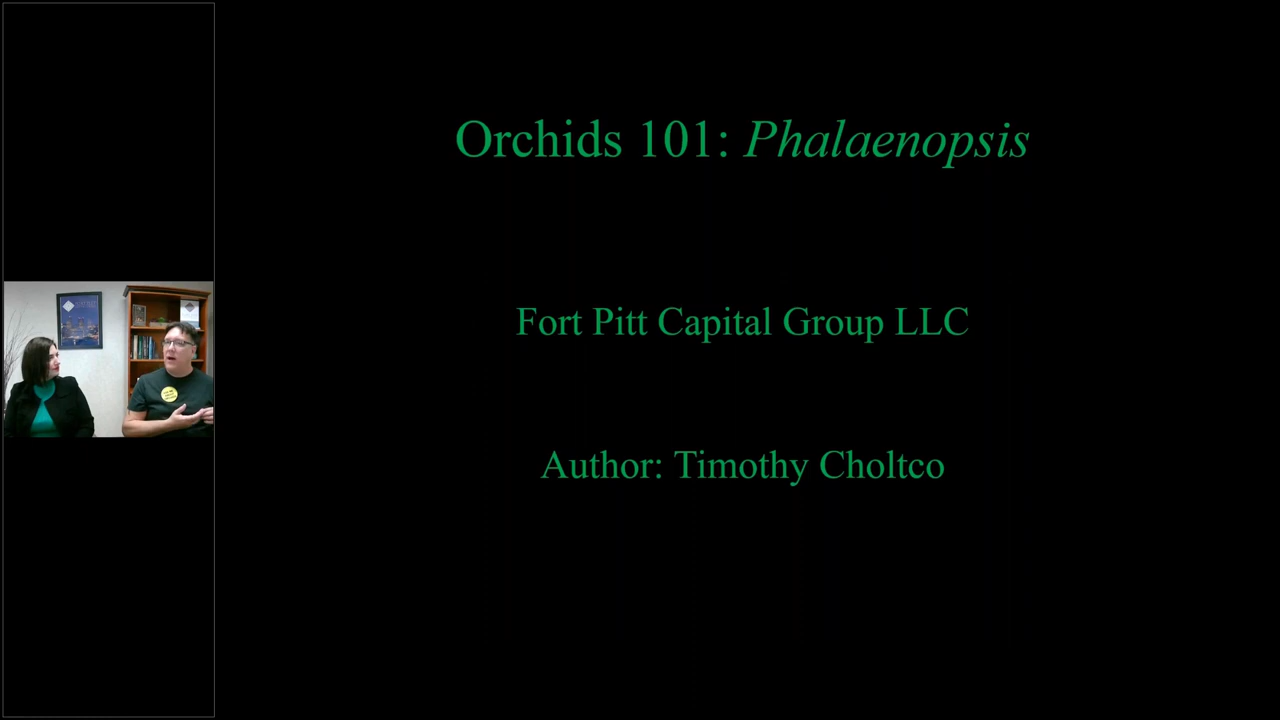 Orchids 101: Phalaenopsis
Fort Pitt Capital Group LLC
Author: Timothy Choltco